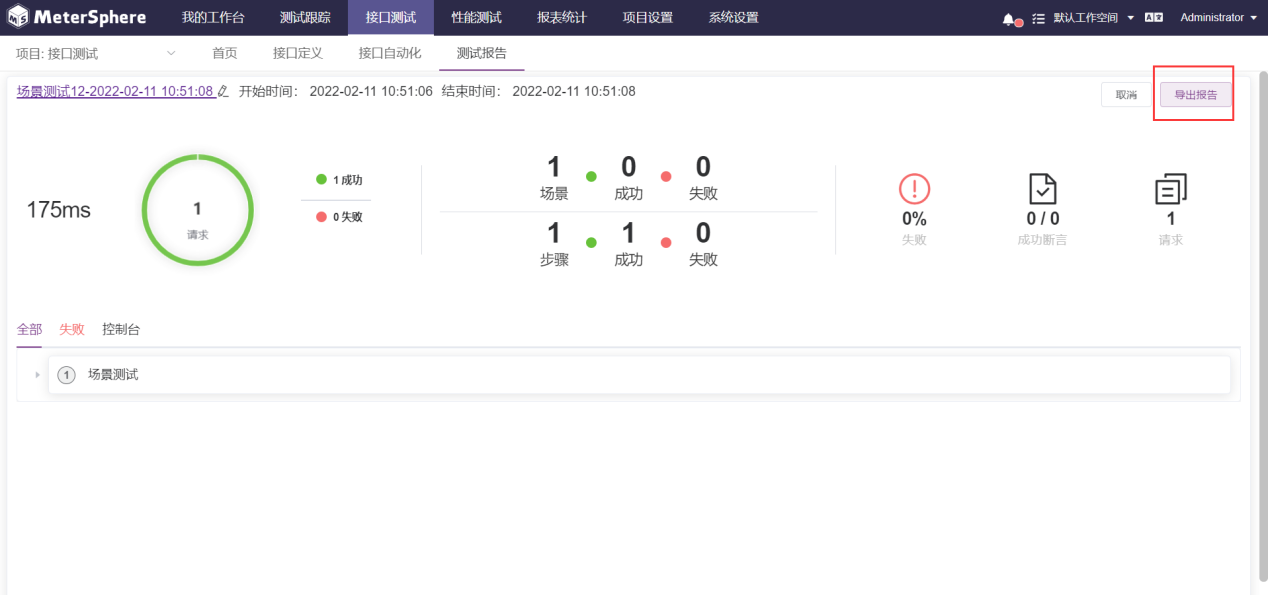 MeterSphere 我的工作台 测试跟踪 接口测试 性能测试 报表统计 项目设置 系统设置 默认工作空间 Administrator
项目: 接口测试 首页 接口定义 接口自动化 测试报告
场景测试12-2022-02-11 10:51:08 开始时间： 2022-02-11 10:51:06 结束时间： 2022-02-11 10:51:08 取消 导出报告
175ms
1
请求
1 成功
0 失败
1 0 0
场景 成功 失败
1 1 0
步骤 成功 失败
0% 0 / 0 1
失败 成功断言 请求
全部 失败 控制台
1 场景测试